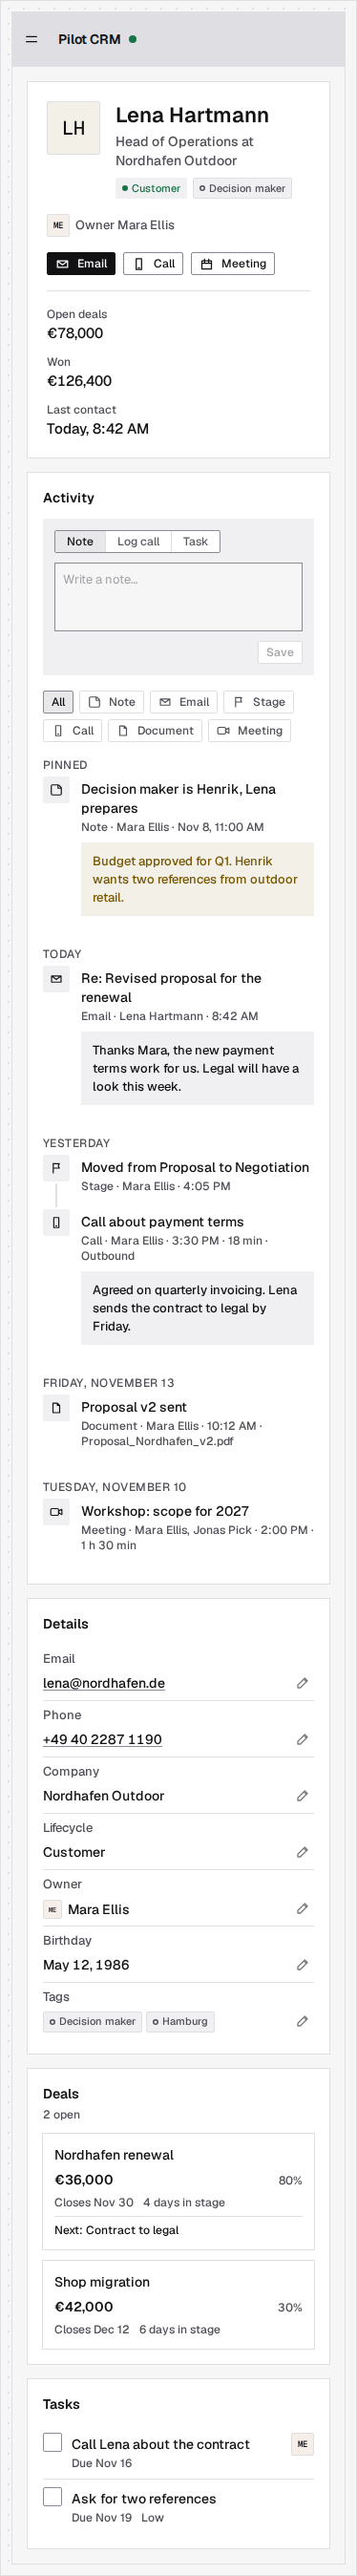 Pilot CRM
LH
Lena Hartmann
Head of Operations at
Nordhafen Outdoor
Customer
Decision maker
ME
Owner Mara Ellis
Email
Call
Meeting
Open deals
€78,000
Won
€126,400
Last contact
Today, 8:42 AM
Activity
Note
Log call
Task
Write a note…
Save
All
Note
Email
Stage
Call
Document
Meeting
PINNED
Decision maker is Henrik, Lena
prepares
Note · Mara Ellis · Nov 8, 11:00 AM
Budget approved for Q1. Henrik
wants two references from outdoor
retail.
TODAY
Re: Revised proposal for the
renewal
Email · Lena Hartmann · 8:42 AM
Thanks Mara, the new payment
terms work for us. Legal will have a
look this week.
YESTERDAY
Moved from Proposal to Negotiation
Stage · Mara Ellis · 4:05 PM
Call about payment terms
Call · Mara Ellis · 3:30 PM · 18 min ·
Outbound
Agreed on quarterly invoicing. Lena
sends the contract to legal by
Friday.
FRIDAY, NOVEMBER 13
Proposal v2 sent
Document · Mara Ellis · 10:12 AM ·
Proposal_Nordhafen_v2.pdf
TUESDAY, NOVEMBER 10
Workshop: scope for 2027
Meeting · Mara Ellis, Jonas Pick · 2:00 PM ·
1 h 30 min
Details
Email
lena@nordhafen.de
Phone
+49 40 2287 1190
Company
Nordhafen Outdoor
Lifecycle
Customer
Owner
ME
Mara Ellis
Birthday
May 12, 1986
Tags
Decision maker
Hamburg
Deals
2 open
Nordhafen renewal
€36,000
80%
Closes Nov 30
4 days in stage
Next: Contract to legal
Shop migration
€42,000
30%
Closes Dec 12
6 days in stage
Tasks
Call Lena about the contract
ME
Due Nov 16
Ask for two references
Due Nov 19
Low